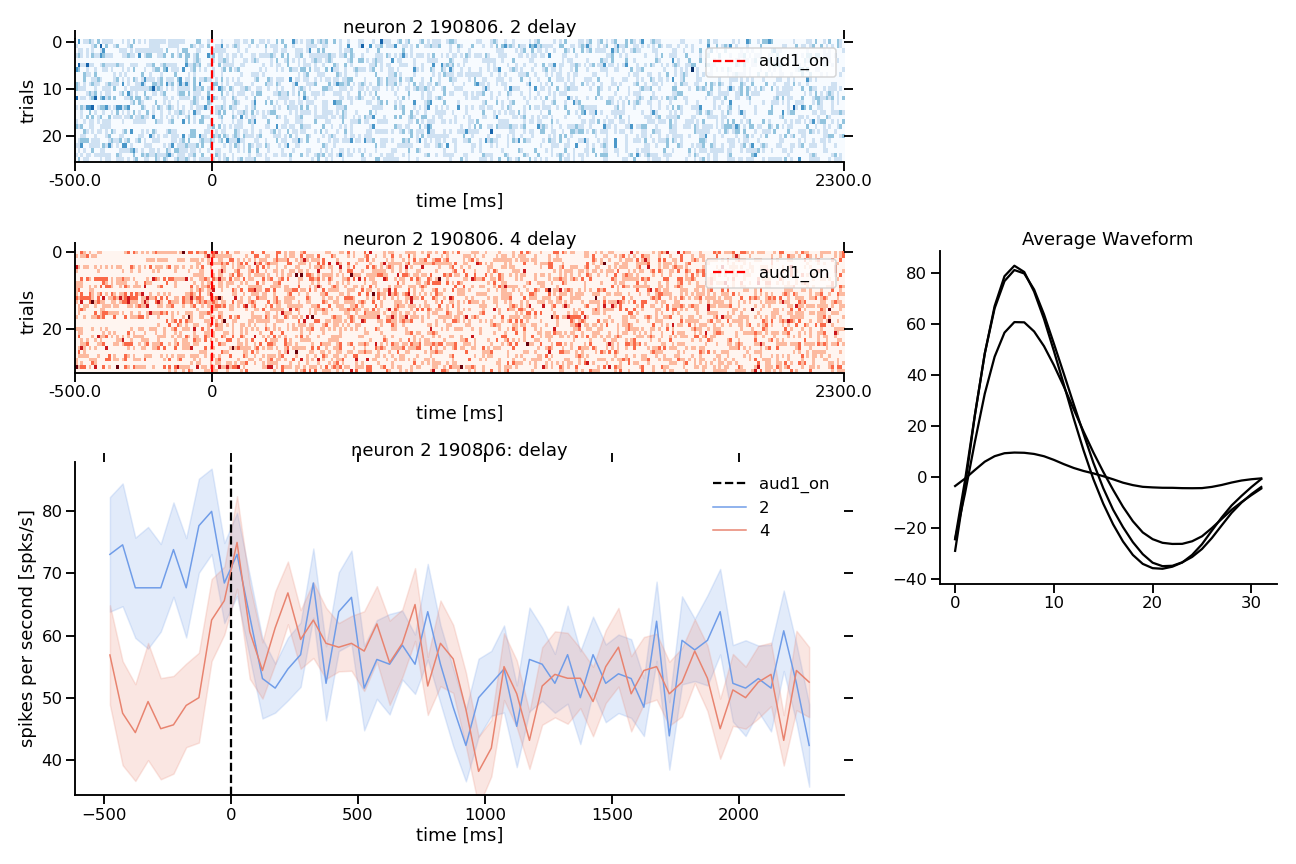 neuron 2 190806. 2 delay
0
10
20
trials
aud1_on
-500.0
0
2300.0
time [ms]
neuron 2 190806. 4 delay
0
20
trials
aud1_on
-500.0
0
2300.0
time [ms]
neuron 2 190806: delay
80
70
60
50
40
spikes per second [spks/s]
aud1_on
2
4
−500
0
500
1000
1500
2000
time [ms]
Average Waveform
80
60
40
20
0
−20
−40
0
10
20
30